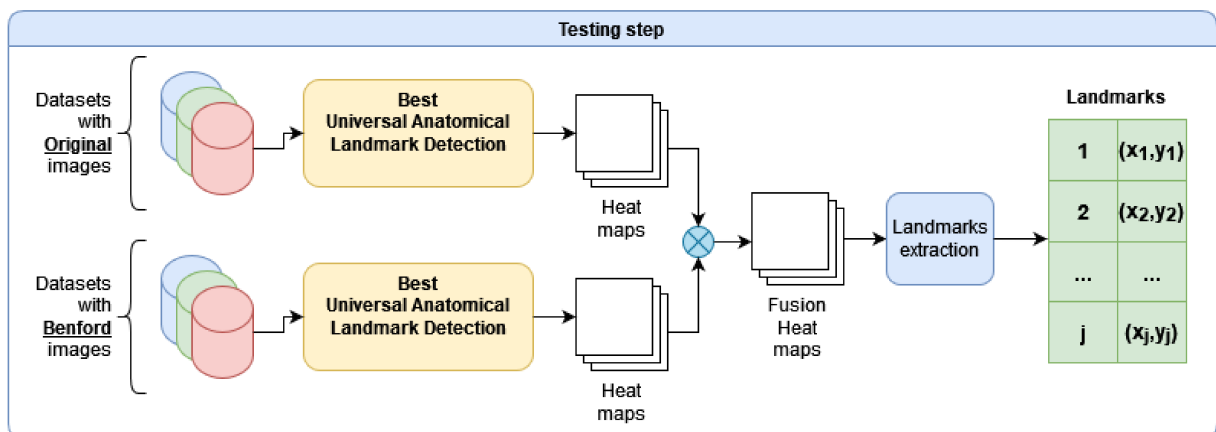 Testing step
Datasets
with
Original
images
Best
Universal Anatomical
Landmark Detection
Heat
maps
Datasets
with
Benford
images
Best
Universal Anatomical
Landmark Detection
Heat
maps
Fusion
Heat
maps
Landmarks
extraction
Landmarks
1 (x₁,y₁)
2 (x₂,y₂)
... ...
j (xⱼ,yⱼ)